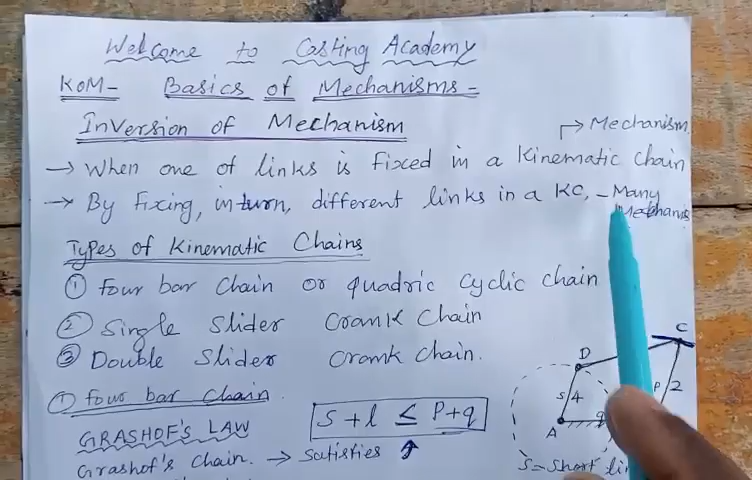 Welcome to Casting Academy
KOM- Basics of Mechanisms-
Inversion of Mechanism
→ Mechanism
→ When one of links is fixed in a kinematic chain
→ By fixing, in turn, different links in a KC, - Many
Mechanis
Types of Kinematic Chains
① Four bar Chain or quadric cyclic chain
② Single Slider Crank Chain
③ Double Slider Crank Chain.
① Four bar chain.
GRASHOF'S LAW
S + l ≤ P+q
Grashof's chain. → Satisfies ↑
D
C
S
4
P
2
A
q
S=Short li